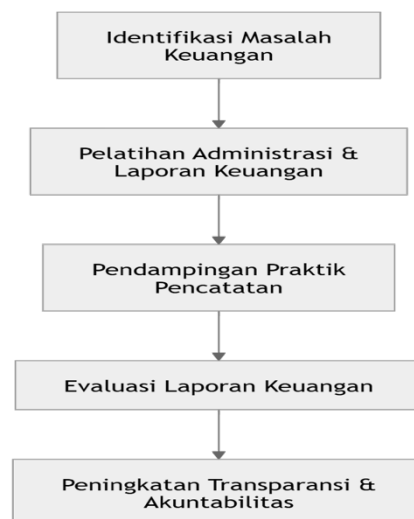 Identifikasi Masalah
Keuangan
Pelatihan Administrasi &
Laporan Keuangan
Pendampingan Praktik
Pencatatan
Evaluasi Laporan Keuangan
Peningkatan Transparansi &
Akuntabilitas